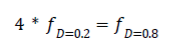 4 * f_{D=0.2} = f_{D=0.8}